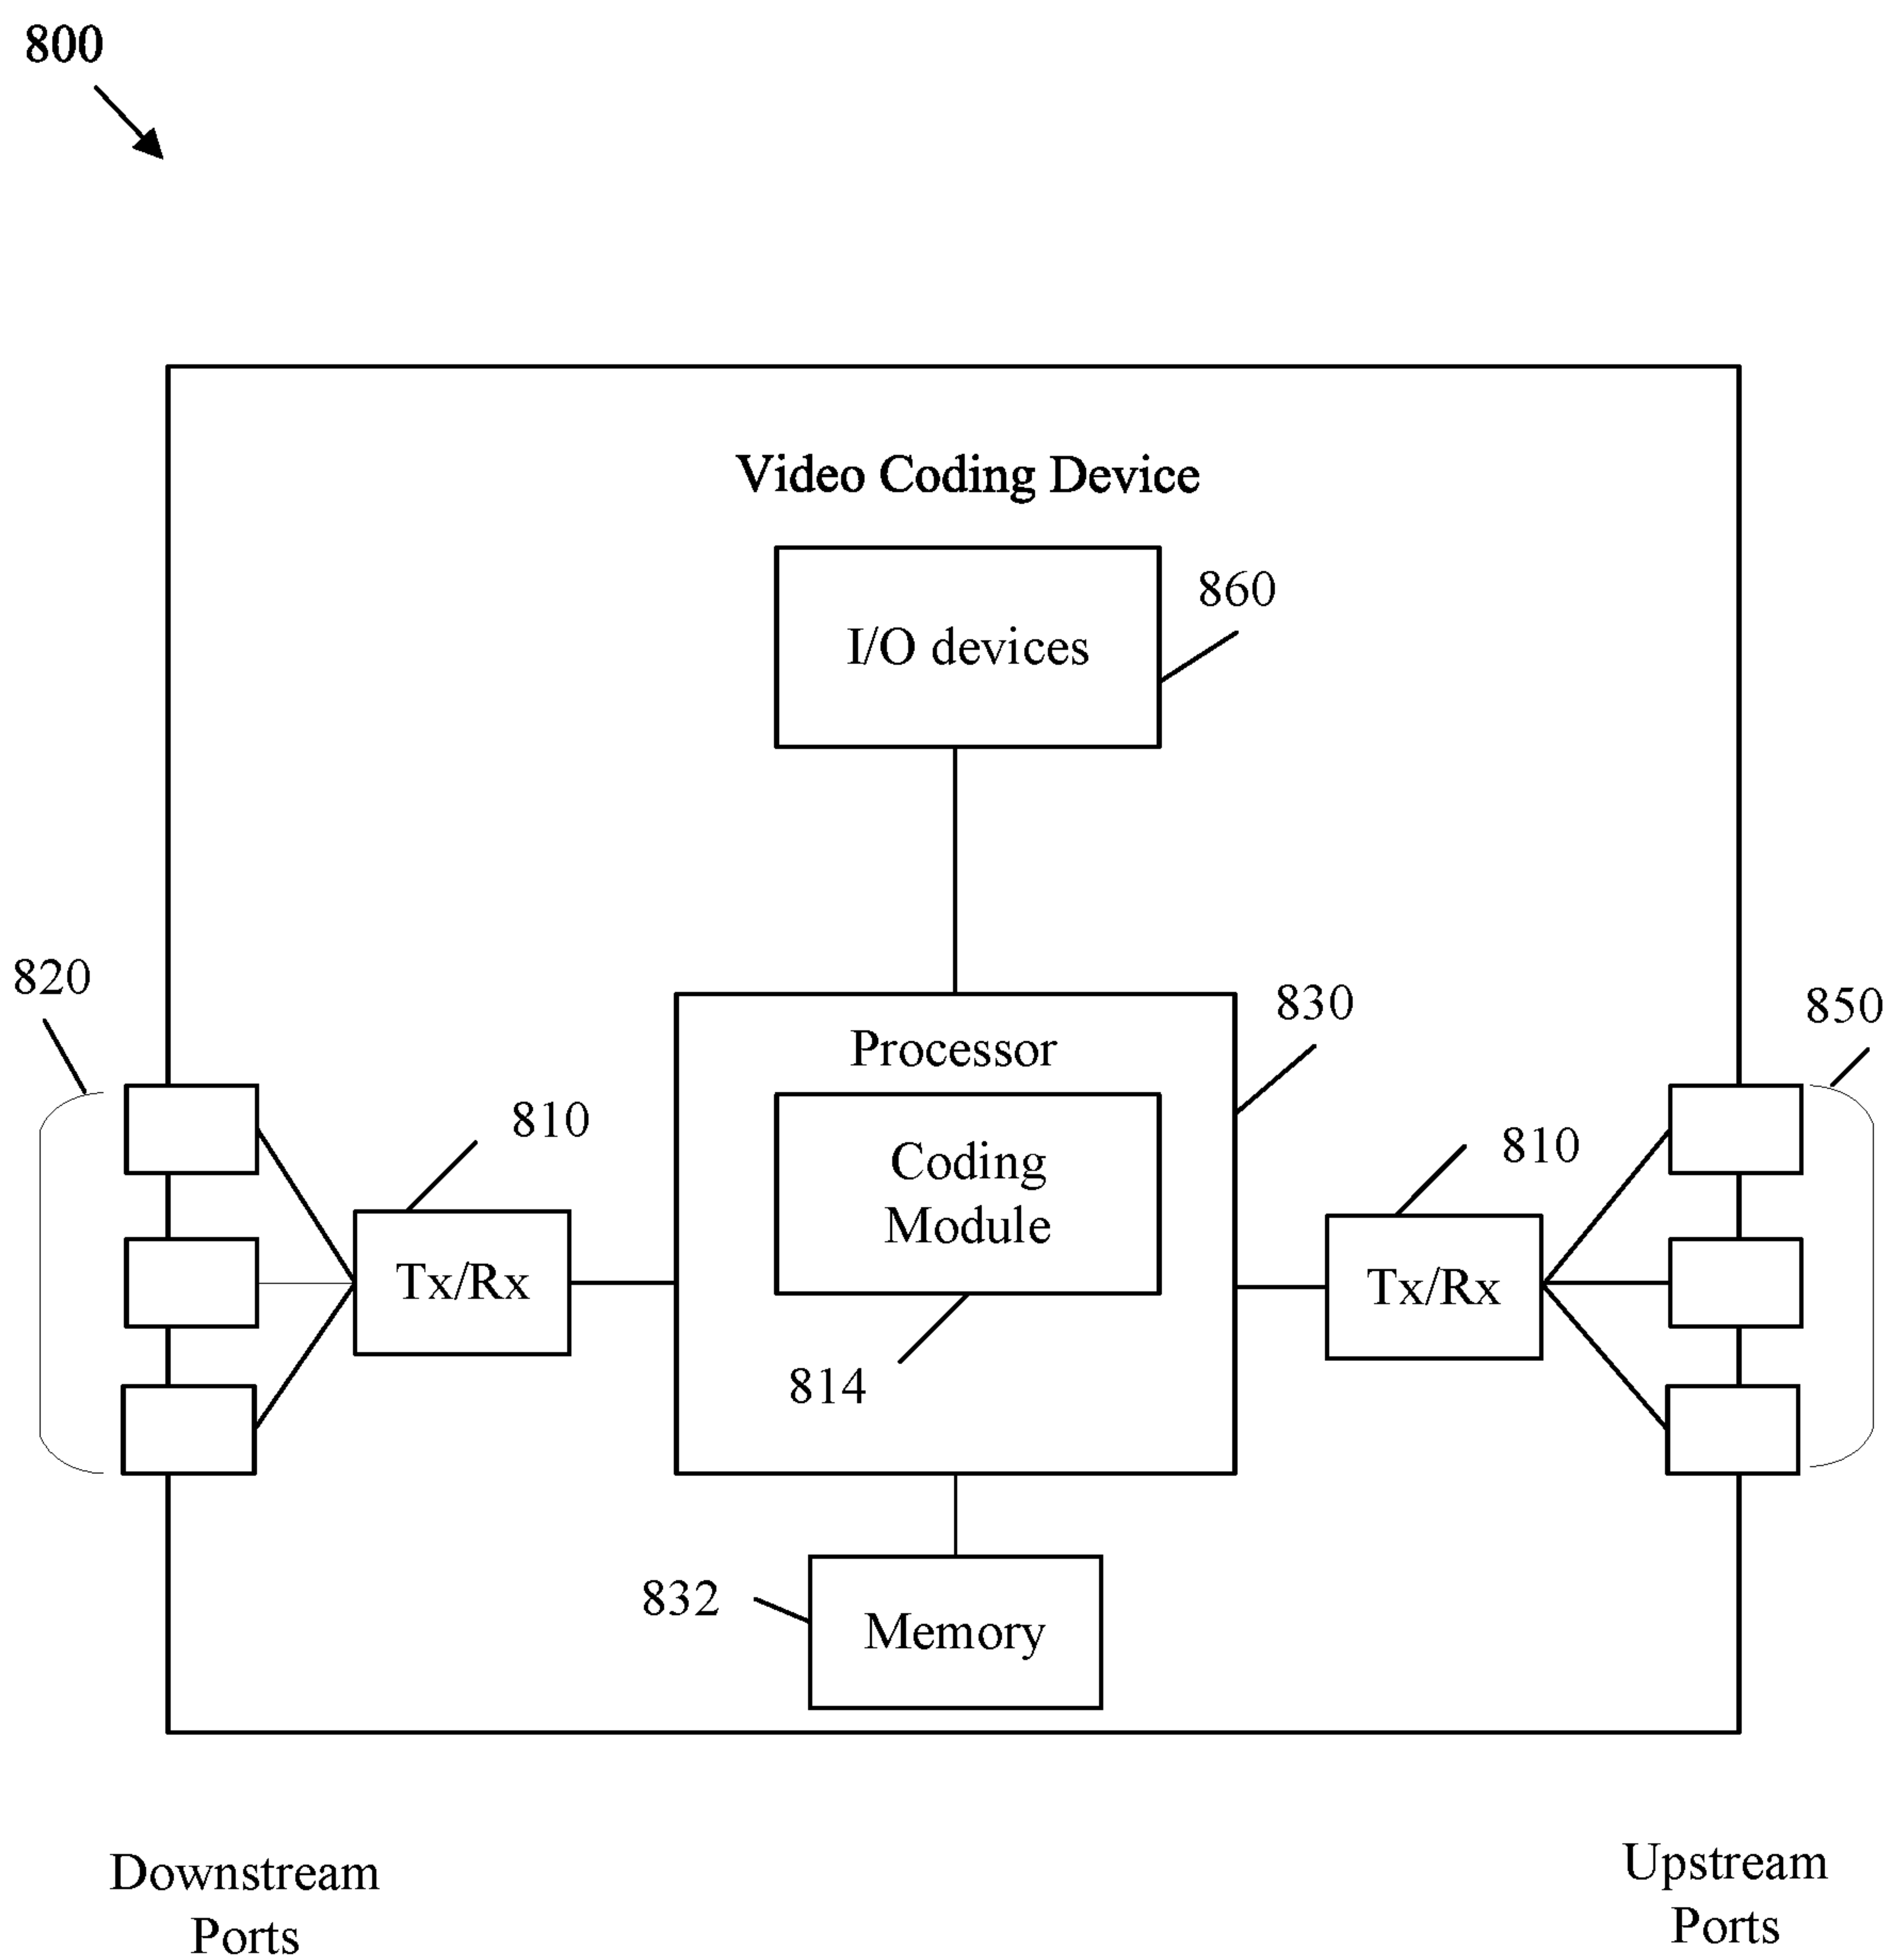 800
Video Coding Device
I/O devices
860
820
830
850
Processor
810
810
Coding
Module
Tx/Rx
Tx/Rx
814
832
Memory
Downstream
Ports
Upstream
Ports